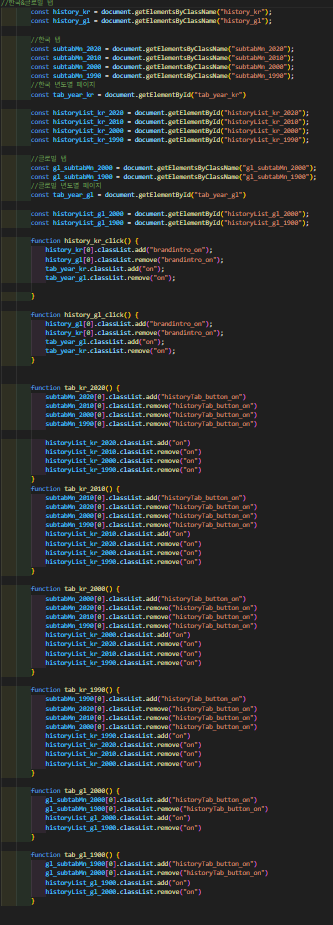 //한국&글로벌 탭
const history_kr = document.getElementsByClassName("history_kr");
const history_gl = document.getElementsByClassName("history_gl");
//한국 탭
const subtabMn_2020 = document.getElementsByClassName("subtabMn_2020");
const subtabMn_2010 = document.getElementsByClassName("subtabMn_2010");
const subtabMn_2000 = document.getElementsByClassName("subtabMn_2000");
const subtabMn_1990 = document.getElementsByClassName("subtabMn_1990");
//한국 년도별 페이지
const tab_year_kr = document.getElementById("tab_year_kr")
const historyList_kr_2020 = document.getElementById("historyList_kr_2020");
const historyList_kr_2010 = document.getElementById("historyList_kr_2010");
const historyList_kr_2000 = document.getElementById("historyList_kr_2000");
const historyList_kr_1990 = document.getElementById("historyList_kr_1990");
//글로벌 탭
const gl_subtabMn_2000 = document.getElementsByClassName("gl_subtabMn_2000");
const gl_subtabMn_1900 = document.getElementsByClassName("gl_subtabMn_1900");
//글로벌 년도별 페이지
const tab_year_gl = document.getElementById("tab_year_gl")
const historyList_gl_2000 = document.getElementById("historyList_gl_2000");
const historyList_gl_1900 = document.getElementById("historyList_gl_1900");
function history_kr_click() {
history_kr[0].classList.add("brandintro_on");
history_gl[0].classList.remove("brandintro_on");
tab_year_kr.classList.add("on");
tab_year_gl.classList.remove("on");
}
function history_gl_click() {
history_gl[0].classList.add("brandintro_on");
history_kr[0].classList.remove("brandintro_on");
tab_year_gl.classList.add("on");
tab_year_kr.classList.remove("on");
}
function tab_kr_2020() {
subtabMn_2020[0].classList.add("historyTab_button_on")
subtabMn_2010[0].classList.remove("historyTab_button_on")
subtabMn_2000[0].classList.remove("historyTab_button_on")
subtabMn_1990[0].classList.remove("historyTab_button_on")
historyList_kr_2020.classList.add("on")
historyList_kr_2010.classList.remove("on")
historyList_kr_2000.classList.remove("on")
historyList_kr_1990.classList.remove("on")
}
function tab_kr_2010() {
subtabMn_2010[0].classList.add("historyTab_button_on")
subtabMn_2020[0].classList.remove("historyTab_button_on")
subtabMn_2000[0].classList.remove("historyTab_button_on")
subtabMn_1990[0].classList.remove("historyTab_button_on")
historyList_kr_2010.classList.add("on")
historyList_kr_2020.classList.remove("on")
historyList_kr_2000.classList.remove("on")
historyList_kr_1990.classList.remove("on")
}
function tab_kr_2000() {
subtabMn_2000[0].classList.add("historyTab_button_on")
subtabMn_2020[0].classList.remove("historyTab_button_on")
subtabMn_2010[0].classList.remove("historyTab_button_on")
subtabMn_1990[0].classList.remove("historyTab_button_on")
historyList_kr_2000.classList.add("on")
historyList_kr_2020.classList.remove("on")
historyList_kr_2010.classList.remove("on")
historyList_kr_1990.classList.remove("on")
}
function tab_kr_1990() {
subtabMn_1990[0].classList.add("historyTab_button_on")
subtabMn_2020[0].classList.remove("historyTab_button_on")
subtabMn_2010[0].classList.remove("historyTab_button_on")
subtabMn_2000[0].classList.remove("historyTab_button_on")
historyList_kr_1990.classList.add("on")
historyList_kr_2020.classList.remove("on")
historyList_kr_2010.classList.remove("on")
historyList_kr_2000.classList.remove("on")
}
function tab_gl_2000() {
gl_subtabMn_2000[0].classList.add("historyTab_button_on")
gl_subtabMn_1900[0].classList.remove("historyTab_button_on")
historyList_gl_2000.classList.add("on")
historyList_gl_1900.classList.remove("on")
}
function tab_gl_1900() {
gl_subtabMn_1900[0].classList.add("historyTab_button_on")
gl_subtabMn_2000[0].classList.remove("historyTab_button_on")
historyList_gl_1900.classList.add("on")
historyList_gl_2000.classList.remove("on")
}